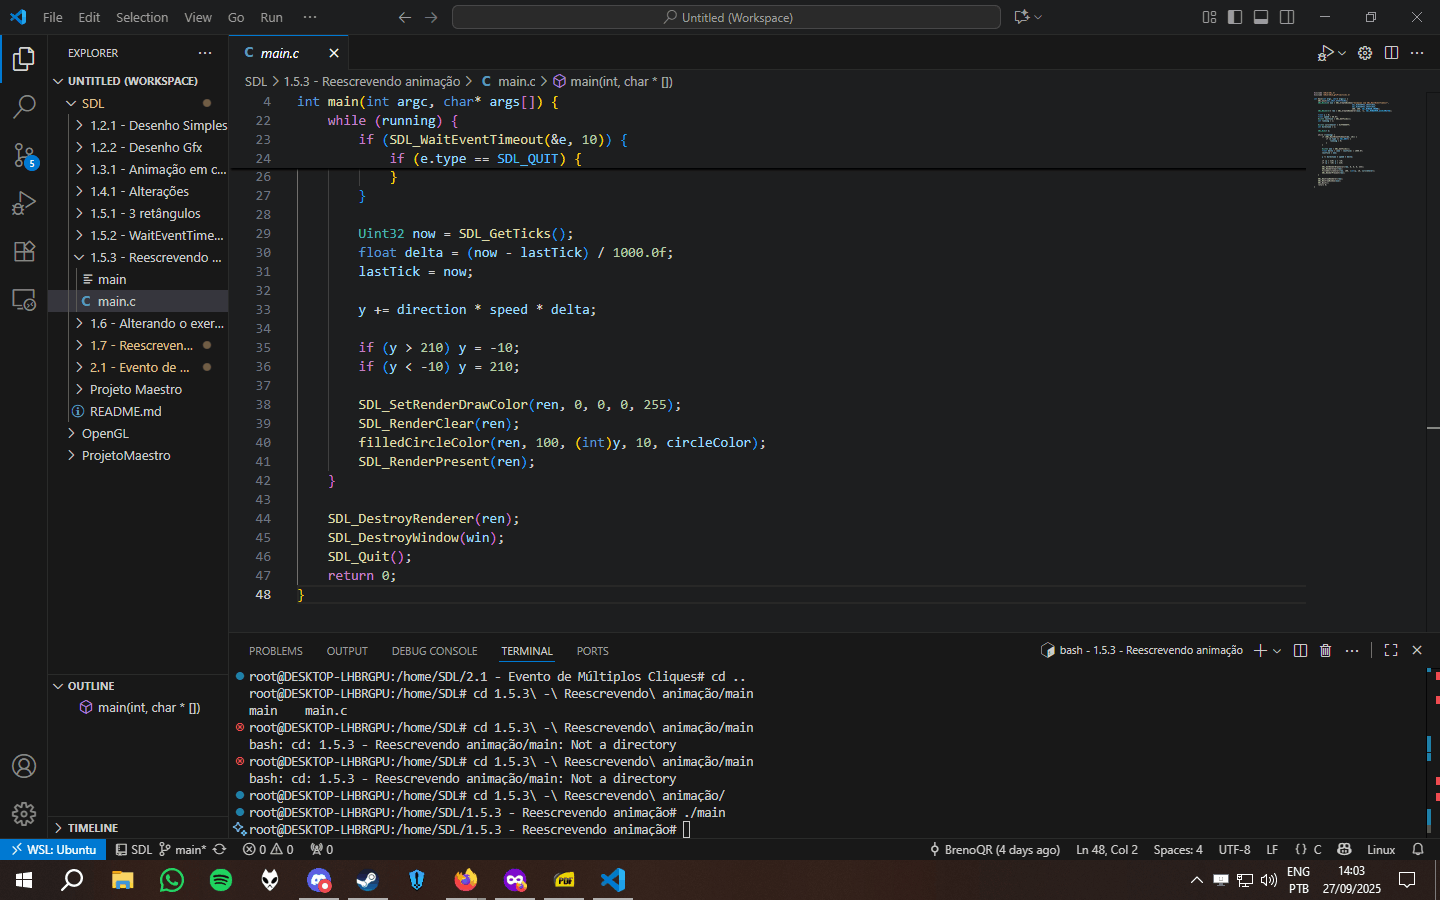 File Edit Selection View Go Run ···
Untitled (Workspace)
EXPLORER
UNTITLED (WORKSPACE)
SDL
1.2.1 - Desenho Simples
1.2.2 - Desenho Gfx
1.3.1 - Animação em c...
1.4.1 - Alterações
1.5.1 - 3 retângulos
1.5.2 - WaitEventTime...
1.5.3 - Reescrevendo ...
main
C main.c
1.6 - Alterando o exer...
1.7 - Reescreven...
2.1 - Evento de ...
Projeto Maestro
README.md
OpenGL
ProjetoMaestro
OUTLINE
main(int, char * [])
TIMELINE
5
C main.c
SDL > 1.5.3 - Reescrevendo animação > C main.c > main(int, char * [])
4 int main(int argc, char* args[]) {
22 while (running) {
23 if (SDL_WaitEventTimeout(&e, 10)) {
24 if (e.type == SDL_QUIT) {
26 }
27 }
28
29 Uint32 now = SDL_GetTicks();
30 float delta = (now - lastTick) / 1000.0f;
31 lastTick = now;
32
33 y += direction * speed * delta;
34
35 if (y > 210) y = -10;
36 if (y < -10) y = 210;
37
38 SDL_SetRenderDrawColor(ren, 0, 0, 0, 255);
39 SDL_RenderClear(ren);
40 filledCircleColor(ren, 100, (int)y, 10, circleColor);
41 SDL_RenderPresent(ren);
42 }
43
44 SDL_DestroyRenderer(ren);
45 SDL_DestroyWindow(win);
46 SDL_Quit();
47 return 0;
48 }
PROBLEMS OUTPUT DEBUG CONSOLE TERMINAL PORTS
bash - 1.5.3 - Reescrevendo animação
root@DESKTOP-LHBRGPU:/home/SDL/2.1 - Evento de Múltiplos Cliques# cd ..
root@DESKTOP-LHBRGPU:/home/SDL# cd 1.5.3\ -\ Reescrevendo\ animação/main
main main.c
root@DESKTOP-LHBRGPU:/home/SDL# cd 1.5.3\ -\ Reescrevendo\ animação/main
bash: cd: 1.5.3 - Reescrevendo animação/main: Not a directory
root@DESKTOP-LHBRGPU:/home/SDL# cd 1.5.3\ -\ Reescrevendo\ animação/main
bash: cd: 1.5.3 - Reescrevendo animação/main: Not a directory
root@DESKTOP-LHBRGPU:/home/SDL# cd 1.5.3\ -\ Reescrevendo\ animação/
root@DESKTOP-LHBRGPU:/home/SDL/1.5.3 - Reescrevendo animação# ./main
root@DESKTOP-LHBRGPU:/home/SDL/1.5.3 - Reescrevendo animação#
WSL: Ubuntu SDL main* 0 0 0 BrenoQR (4 days ago) Ln 48, Col 2 Spaces: 4 UTF-8 LF {} C Linux
PDF
ENG
PTB
14:03
27/09/2025